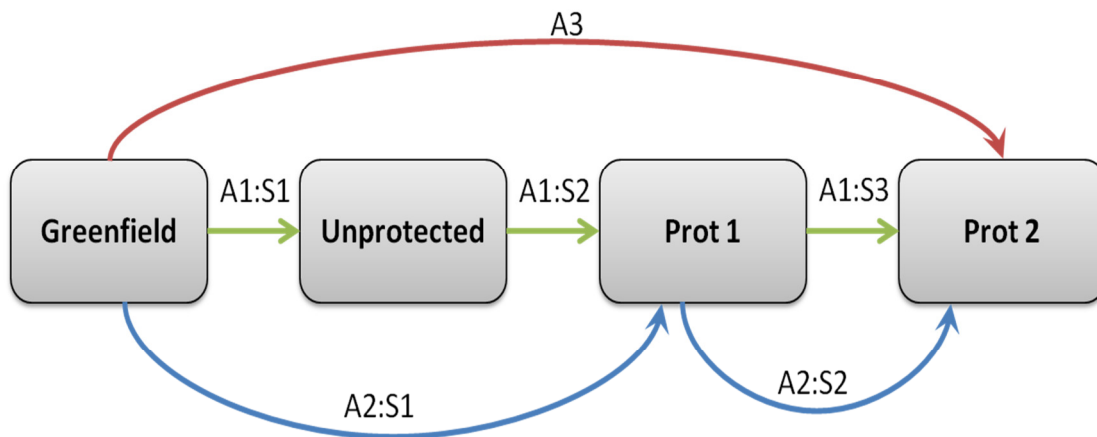 A3
A1:S1
A1:S2
A1:S3
Greenfield
Unprotected
Prot 1
Prot 2
A2:S1
A2:S2